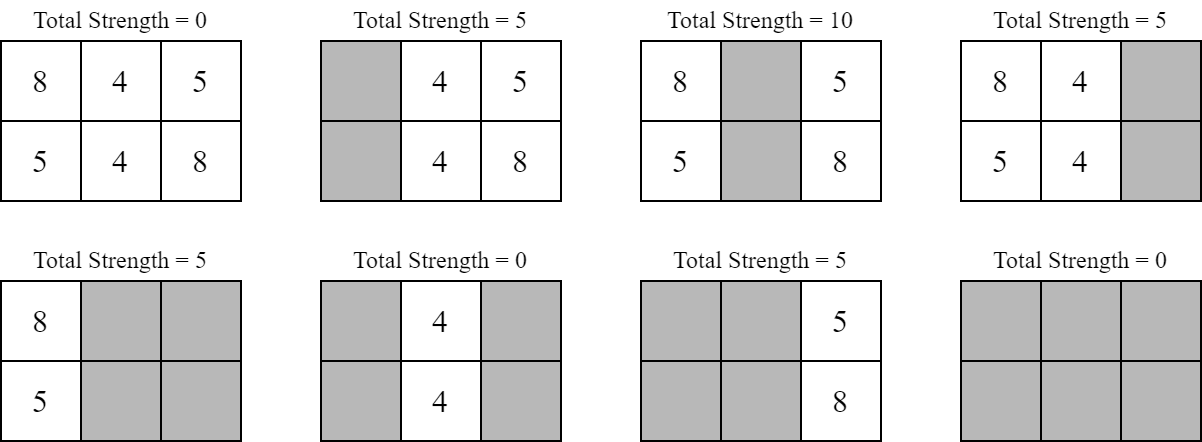 Total Strength = 0
8 4 5
5 4 8
Total Strength = 5
4 5
4 8
Total Strength = 10
8 5
5 8
Total Strength = 5
8 4
5 4
Total Strength = 5
8
5
Total Strength = 0
4
4
Total Strength = 5
5
8
Total Strength = 0